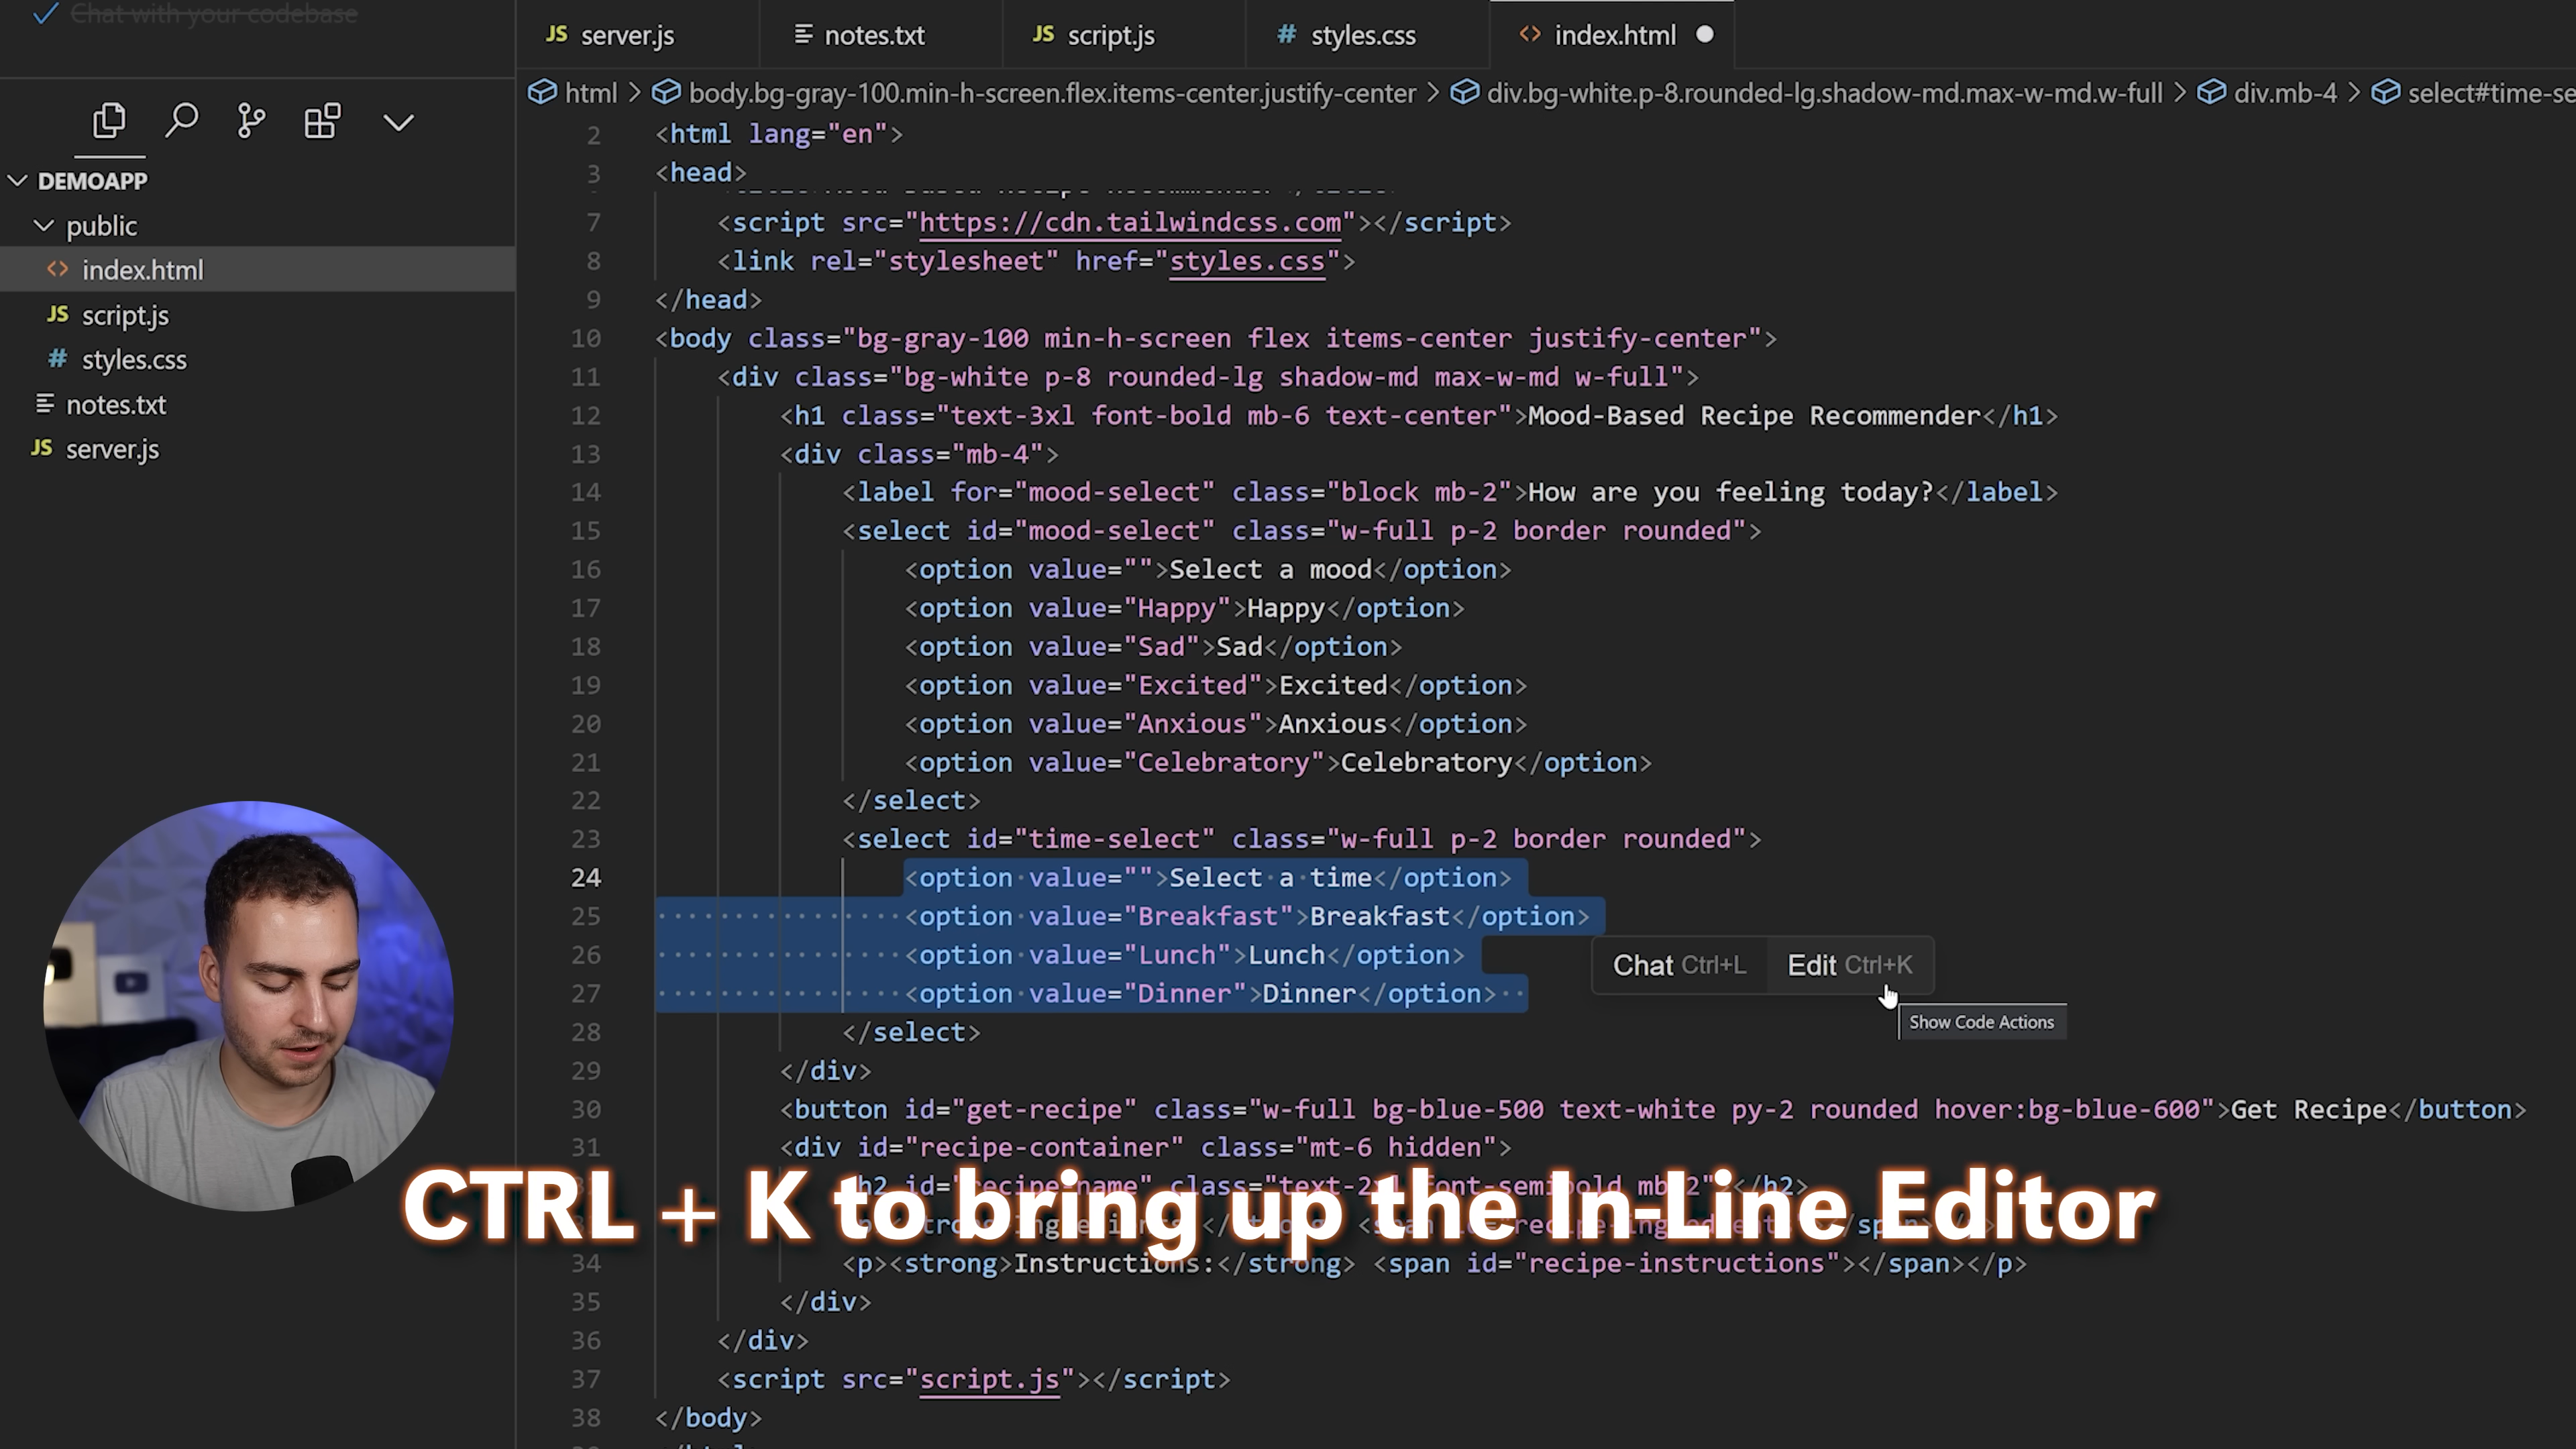 Chat with your codebase
JS server.js
notes.txt
JS script.js
# styles.css
<> index.html
html > body.bg-gray-100.min-h-screen.flex.items-center.justify-center > div.bg-white.p-8.rounded-lg.shadow-md.max-w-md.w-full > div.mb-4 > select#time-se
DEMOAPP
public
<> index.html
JS script.js
# styles.css
notes.txt
JS server.js
2 <html lang="en">
3 <head>
7 <script src="https://cdn.tailwindcss.com"></script>
8 <link rel="stylesheet" href="styles.css">
9 </head>
10 <body class="bg-gray-100 min-h-screen flex items-center justify-center">
11 <div class="bg-white p-8 rounded-lg shadow-md max-w-md w-full">
12 <h1 class="text-3xl font-bold mb-6 text-center">Mood-Based Recipe Recommender</h1>
13 <div class="mb-4">
14 <label for="mood-select" class="block mb-2">How are you feeling today?</label>
15 <select id="mood-select" class="w-full p-2 border rounded">
16 <option value="">Select a mood</option>
17 <option value="Happy">Happy</option>
18 <option value="Sad">Sad</option>
19 <option value="Excited">Excited</option>
20 <option value="Anxious">Anxious</option>
21 <option value="Celebratory">Celebratory</option>
22 </select>
23 <select id="time-select" class="w-full p-2 border rounded">
24 <option value="">Select a time</option>
25 <option value="Breakfast">Breakfast</option>
26 <option value="Lunch">Lunch</option>
27 <option value="Dinner">Dinner</option>
Chat Ctrl+L Edit Ctrl+K
Show Code Actions
28 </select>
29 </div>
30 <button id="get-recipe" class="w-full bg-blue-500 text-white py-2 rounded hover:bg-blue-600">Get Recipe</button>
31 <div id="recipe-container" class="mt-6 hidden">
CTRL + K to bring up the In-Line Editor
34 <p><strong>Instructions:</strong> <span id="recipe-instructions"></span></p>
35 </div>
36 </div>
37 <script src="script.js"></script>
38 </body>